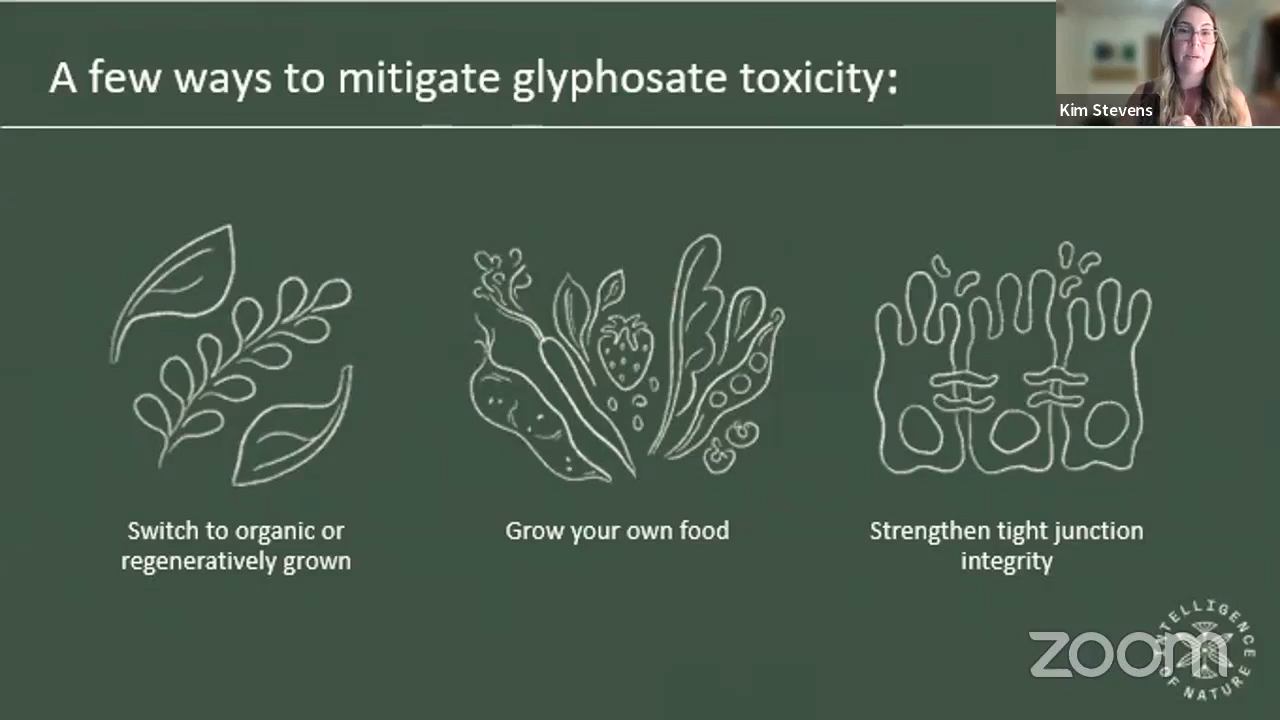 A few ways to mitigate glyphosate toxicity:
Kim Stevens
Switch to organic or
regeneratively grown
Grow your own food
Strengthen tight junction
integrity
zoom
INTELLIGENCE
OF NATURE